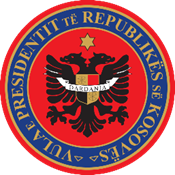 VULA E PRESIDENTIT TË REPUBLIKËS SË KOSOVËS
DARDANIA